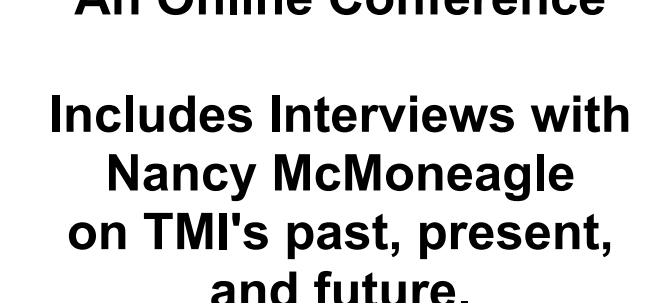 An Online Conference
Includes Interviews with
Nancy McMoneagle
on TMI's past, present,
and future.